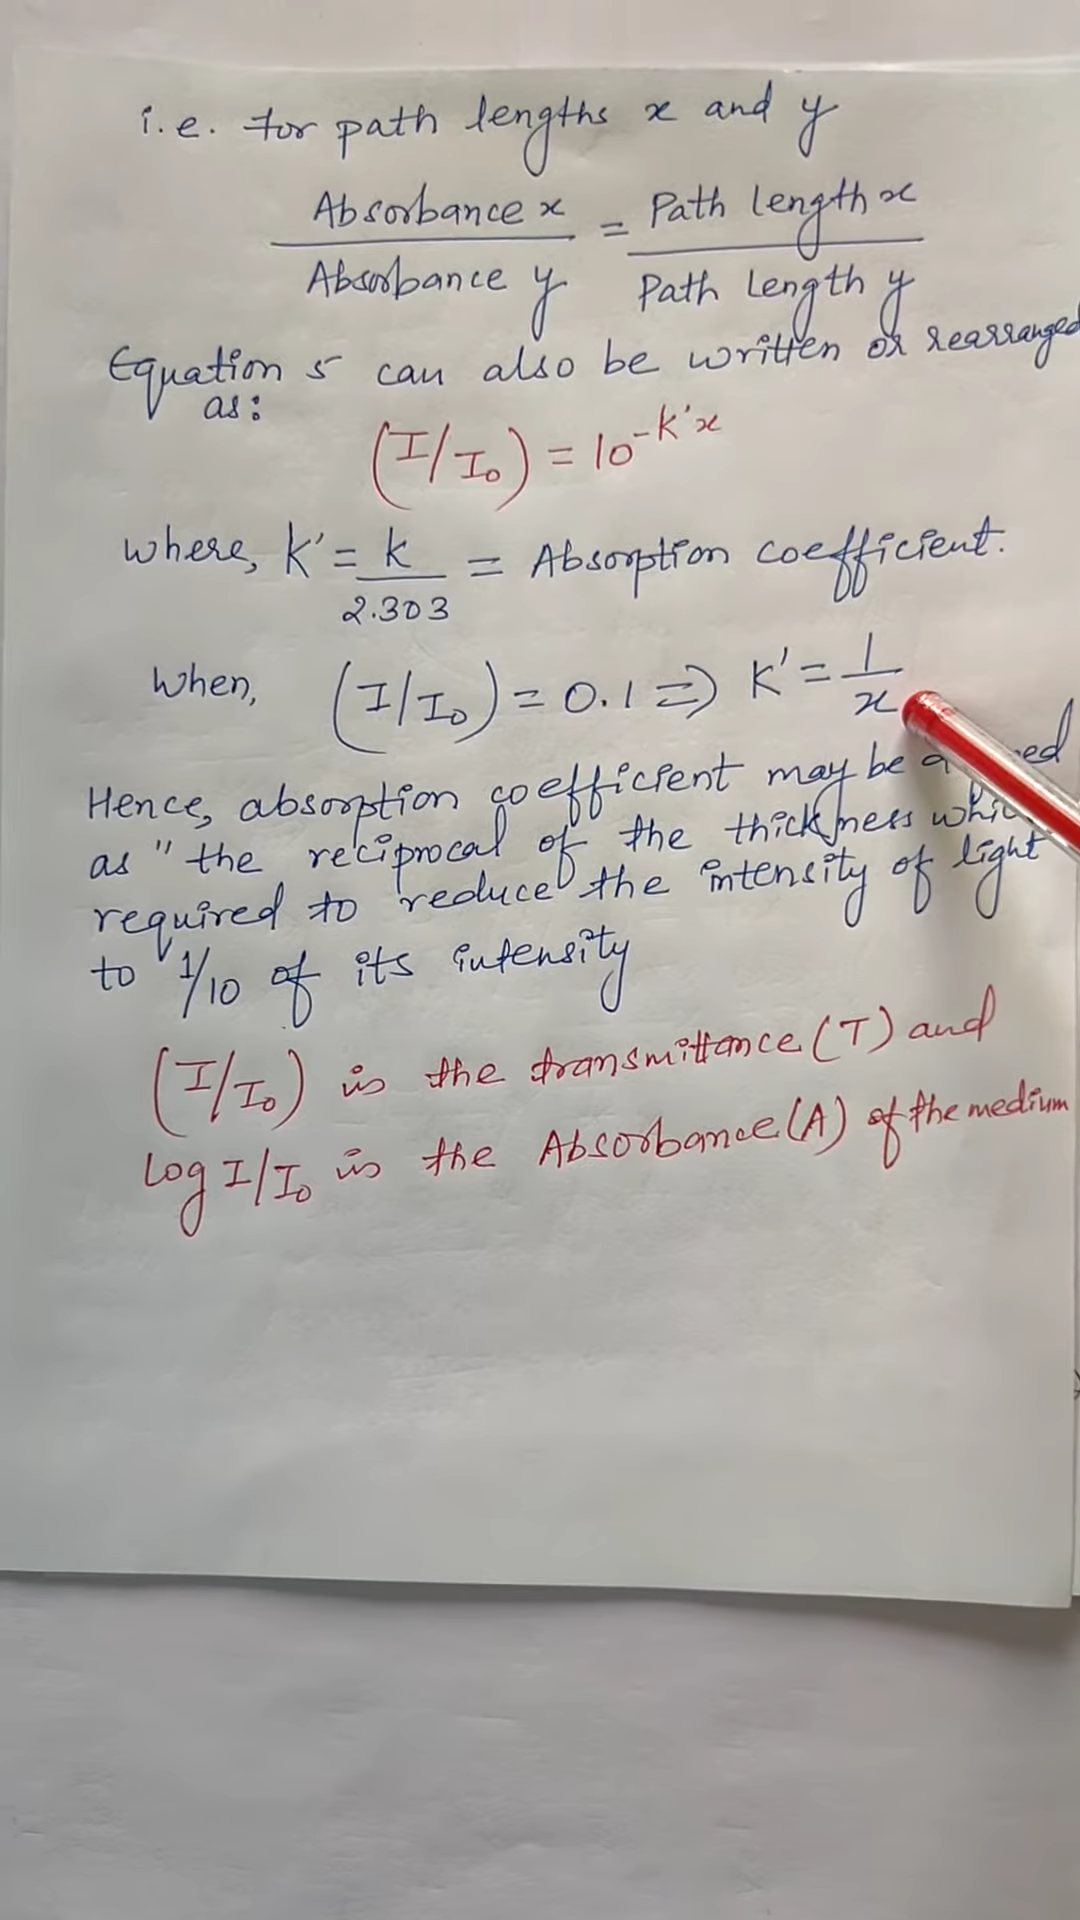 i.e. for path lengths x and y
Absorbance x / Absorbance y = Path length x / Path Length y
Equation 5 can also be written or rearranged
as:
(I/I₀) = 10⁻ᴷ'ˣ
where, K' = k/2.303 = Absorption coefficient.
When, (I/I₀) = 0.1 => K' = 1/x
Hence, absorption coefficient may be
as "the reciprocal of the thickness
required to reduce the intensity of light
to 1/10 of its intensity
(I/I₀) is the transmittance (T) and
log I/I₀ is the Absorbance (A) of the medium